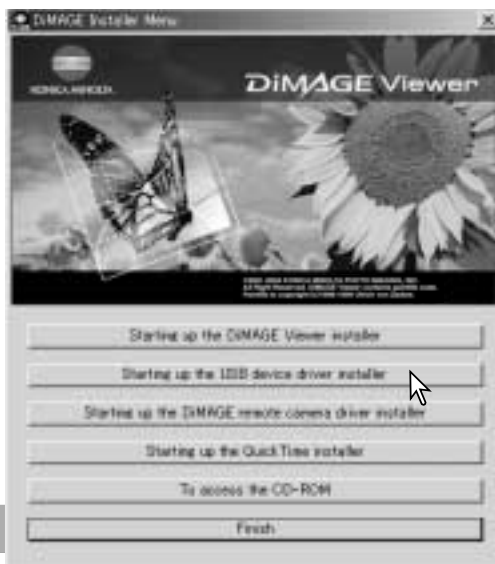 DiMAGE Installer Menu
KONICA MINOLTA
DiMAGE Viewer
Starting up the DiMAGE Viewer installer
Starting up the USB device driver installer
Starting up the DiMAGE remote camera driver installer
Starting up the QuickTime installer
To access the CD-ROM
Finish